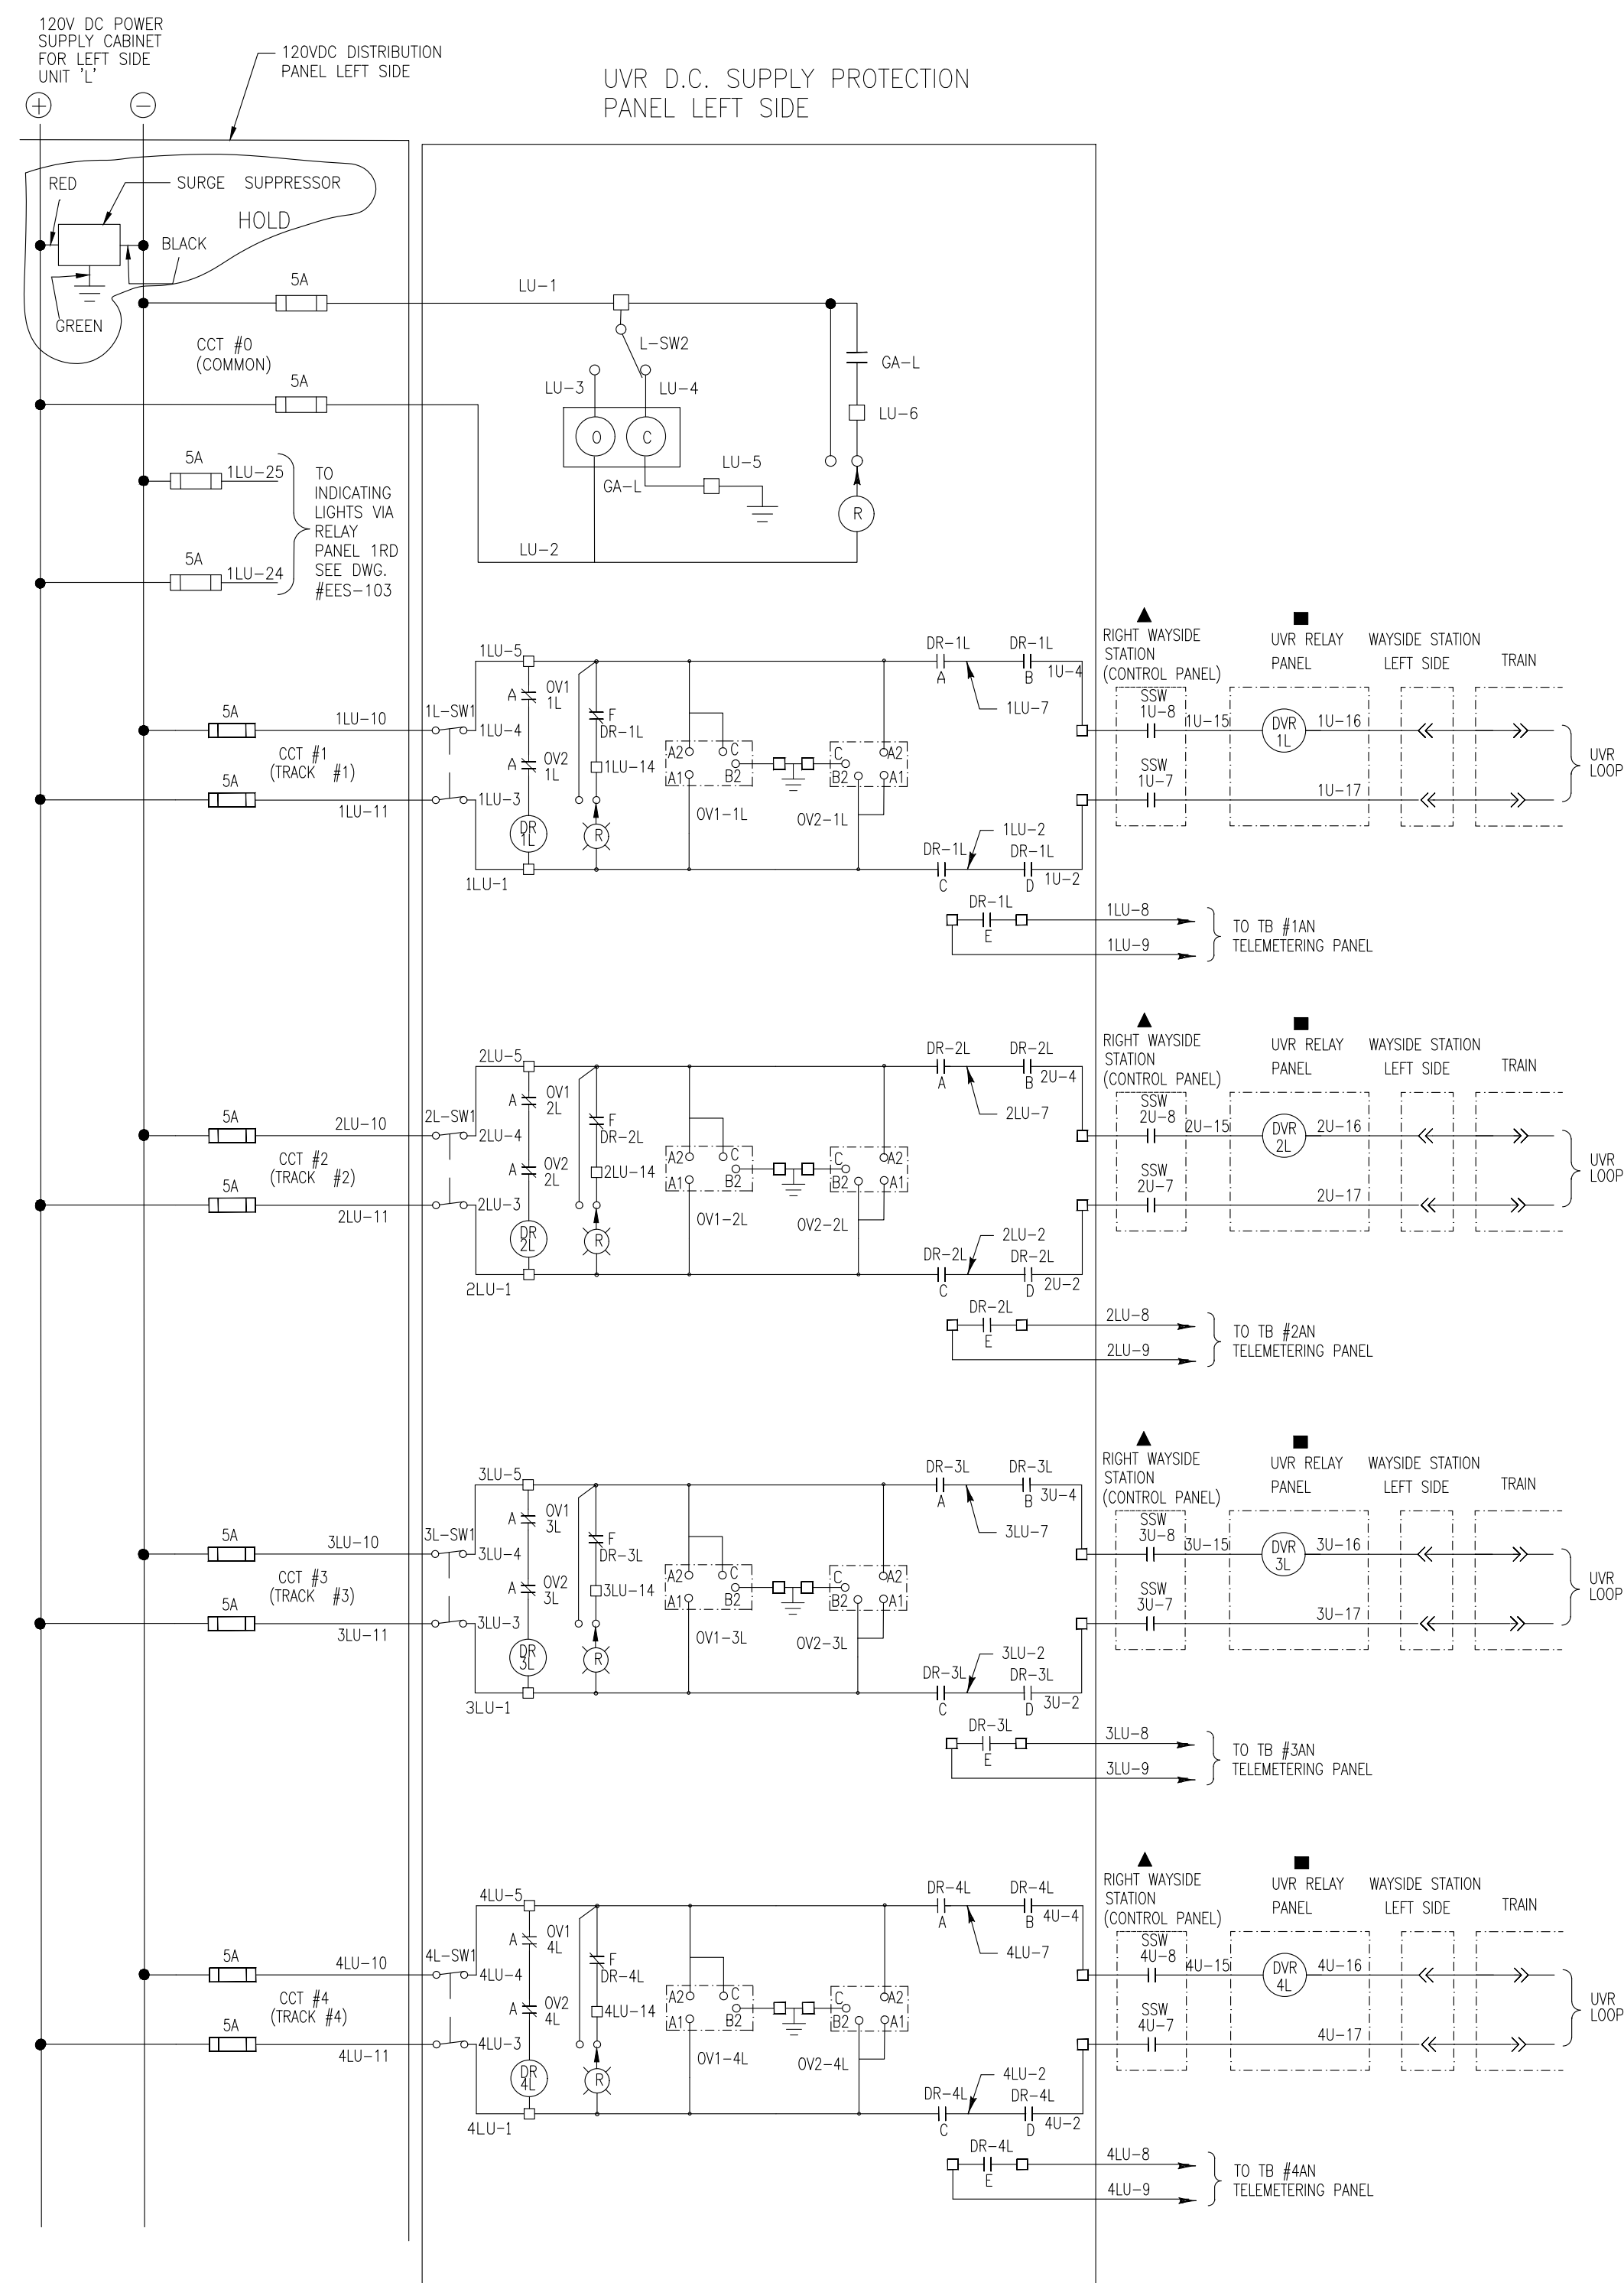 120V DC POWER
SUPPLY CABINET
FOR LEFT SIDE
UNIT 'L'
120VDC DISTRIBUTION
PANEL LEFT SIDE
UVR D.C. SUPPLY PROTECTION
PANEL LEFT SIDE
+
−
RED
SURGE SUPPRESSOR
HOLD
BLACK
GREEN
5A
LU-1
CCT #0
(COMMON)
L-SW2
GA-L
LU-3
LU-4
5A
LU-6
O
C
LU-5
GA-L
R
LU-2
5A
1LU-25
TO
INDICATING
LIGHTS VIA
RELAY
PANEL 1RD
SEE DWG.
#EES-103
5A
1LU-24
5A
1LU-10
1L-SW1
CCT #1
(TRACK #1)
5A
1LU-11
1LU-5
1LU-4
1LU-3
1LU-1
A
OV1
1L
A
OV2
1L
DR
1L
F
DR-1L
1LU-14
R
A2
C
A1
B2
OV1-1L
C
A2
B2
A1
OV2-1L
DR-1L
A
DR-1L
B
1U-4
1LU-7
1LU-2
DR-1L
C
DR-1L
D
1U-2
DR-1L
E
1LU-8
1LU-9
TO TB #1AN
TELEMETERING PANEL
RIGHT WAYSIDE
STATION
(CONTROL PANEL)
UVR RELAY
PANEL
WAYSIDE STATION
LEFT SIDE
TRAIN
SSW
1U-8
1U-15
DVR
1L
1U-16
SSW
1U-7
1U-17
UVR
LOOP
5A
2LU-10
2L-SW1
CCT #2
(TRACK #2)
5A
2LU-11
2LU-5
2LU-4
2LU-3
2LU-1
A
OV1
2L
A
OV2
2L
DR
2L
F
DR-2L
2LU-14
R
A2
C
A1
B2
OV1-2L
C
A2
B2
A1
OV2-2L
DR-2L
A
DR-2L
B
2U-4
2LU-7
2LU-2
DR-2L
C
DR-2L
D
2U-2
DR-2L
E
2LU-8
2LU-9
TO TB #2AN
TELEMETERING PANEL
RIGHT WAYSIDE
STATION
(CONTROL PANEL)
UVR RELAY
PANEL
WAYSIDE STATION
LEFT SIDE
TRAIN
SSW
2U-8
2U-15
DVR
2L
2U-16
SSW
2U-7
2U-17
UVR
LOOP
5A
3LU-10
3L-SW1
CCT #3
(TRACK #3)
5A
3LU-11
3LU-5
3LU-4
3LU-3
3LU-1
A
OV1
3L
A
OV2
3L
DR
3L
F
DR-3L
3LU-14
R
A2
C
A1
B2
OV1-3L
C
A2
B2
A1
OV2-3L
DR-3L
A
DR-3L
B
3U-4
3LU-7
3LU-2
DR-3L
C
DR-3L
D
3U-2
DR-3L
E
3LU-8
3LU-9
TO TB #3AN
TELEMETERING PANEL
RIGHT WAYSIDE
STATION
(CONTROL PANEL)
UVR RELAY
PANEL
WAYSIDE STATION
LEFT SIDE
TRAIN
SSW
3U-8
3U-15
DVR
3L
3U-16
SSW
3U-7
3U-17
UVR
LOOP
5A
4LU-10
4L-SW1
CCT #4
(TRACK #4)
5A
4LU-11
4LU-5
4LU-4
4LU-3
4LU-1
A
OV1
4L
A
OV2
4L
DR
4L
F
DR-4L
4LU-14
R
A2
C
A1
B2
OV1-4L
C
A2
B2
A1
OV2-4L
DR-4L
A
DR-4L
B
4U-4
4LU-7
4LU-2
DR-4L
C
DR-4L
D
4U-2
DR-4L
E
4LU-8
4LU-9
TO TB #4AN
TELEMETERING PANEL
RIGHT WAYSIDE
STATION
(CONTROL PANEL)
UVR RELAY
PANEL
WAYSIDE STATION
LEFT SIDE
TRAIN
SSW
4U-8
4U-15
DVR
4L
4U-16
SSW
4U-7
4U-17
UVR
LOOP